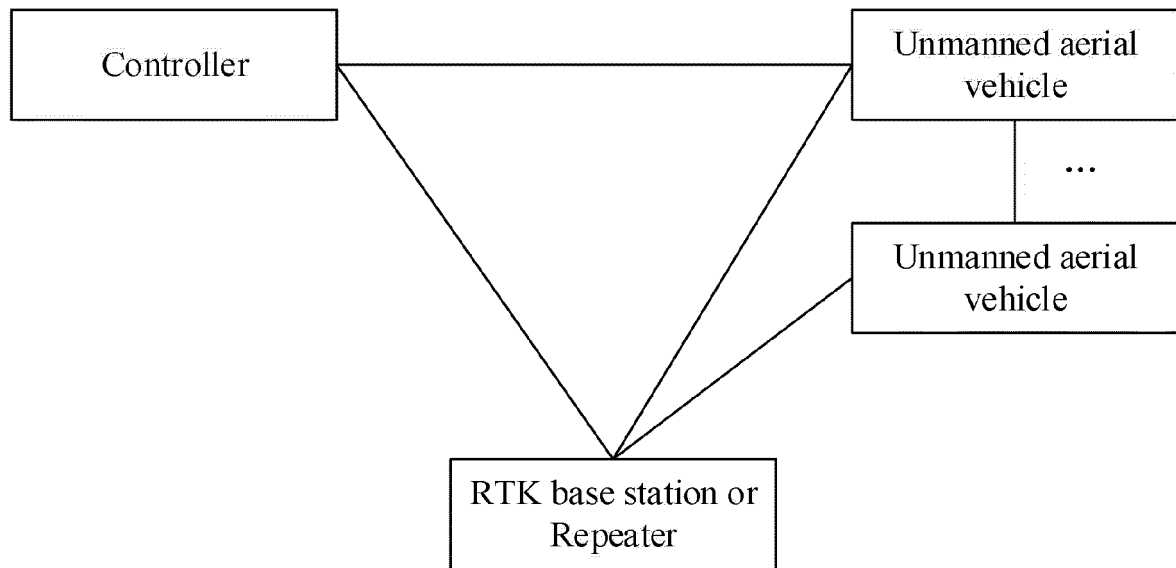 Controller
Unmanned aerial
vehicle
...
Unmanned aerial
vehicle
RTK base station or
Repeater